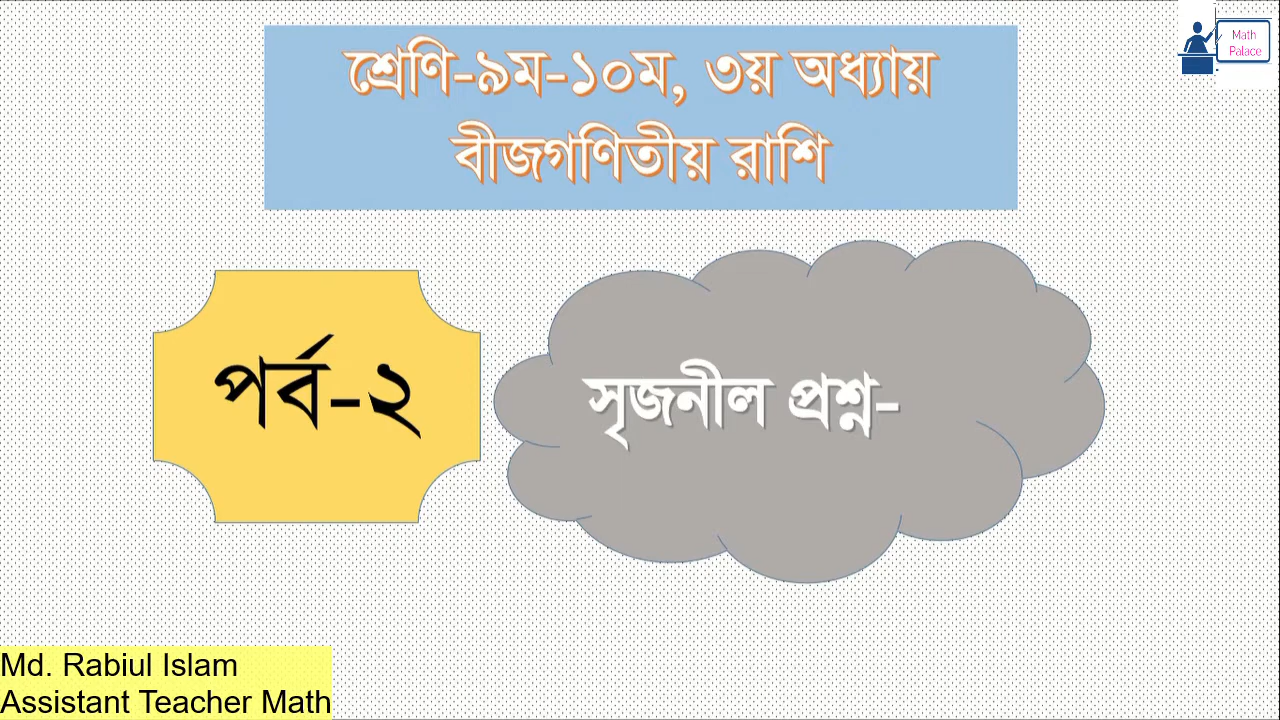 শ্রেণি-৯ম-১০ম, ৩য় অধ্যায়
বীজগণিতীয় রাশি
পর্ব-২
সৃজনীল প্রশ্ন-
Math
Palace
Md. Rabiul Islam
Assistant Teacher Math